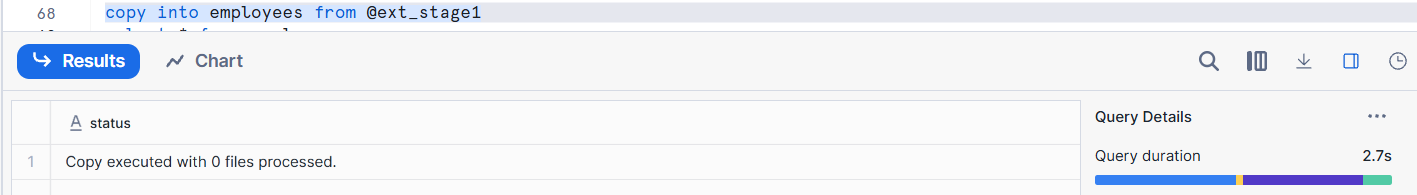 68 copy into employees from @ext_stage1
Results
Chart
A status
Query Details
1 Copy executed with 0 files processed.
Query duration 2.7s